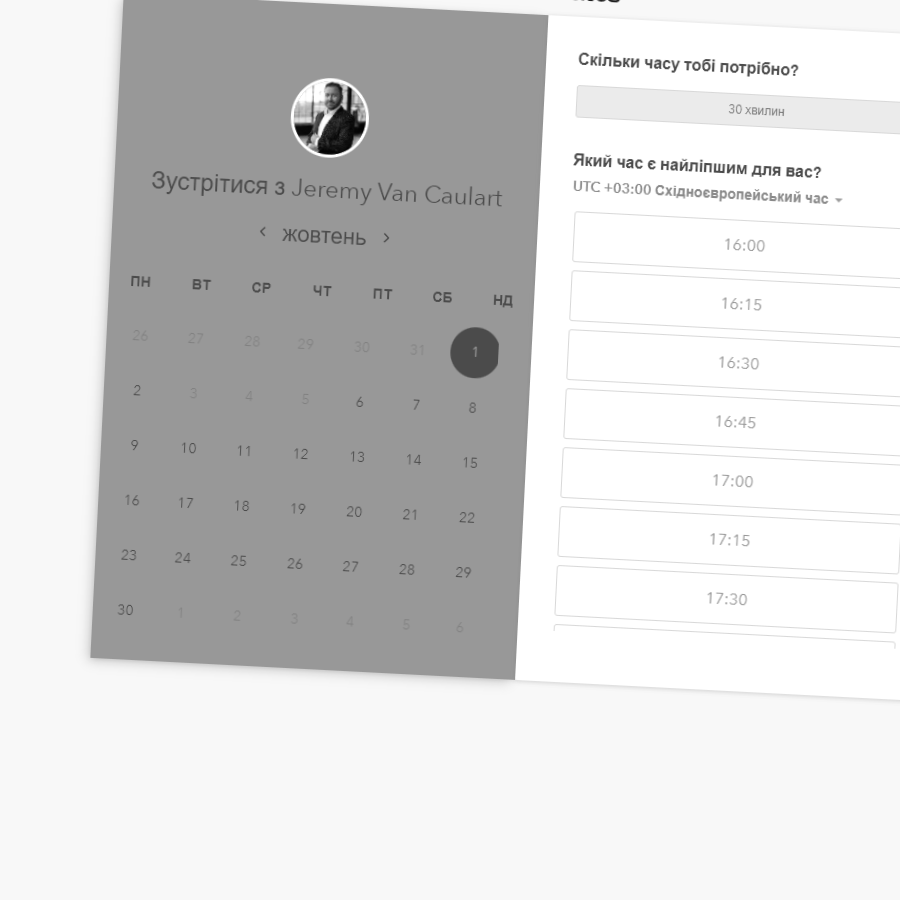 Зустрітися з Jeremy Van Caulart
‹ жовтень ›
ПН ВТ СР ЧТ ПТ СБ НД
26 27 28 29 30 31 1
2 3 4 5 6 7 8
9 10 11 12 13 14 15
16 17 18 19 20 21 22
23 24 25 26 27 28 29
30 1 2 3 4 5 6
Скільки часу тобі потрібно?
30 хвилин
Який час є найліпшим для вас?
UTC +03:00 Східноєвропейський час
16:00
16:15
16:30
16:45
17:00
17:15
17:30